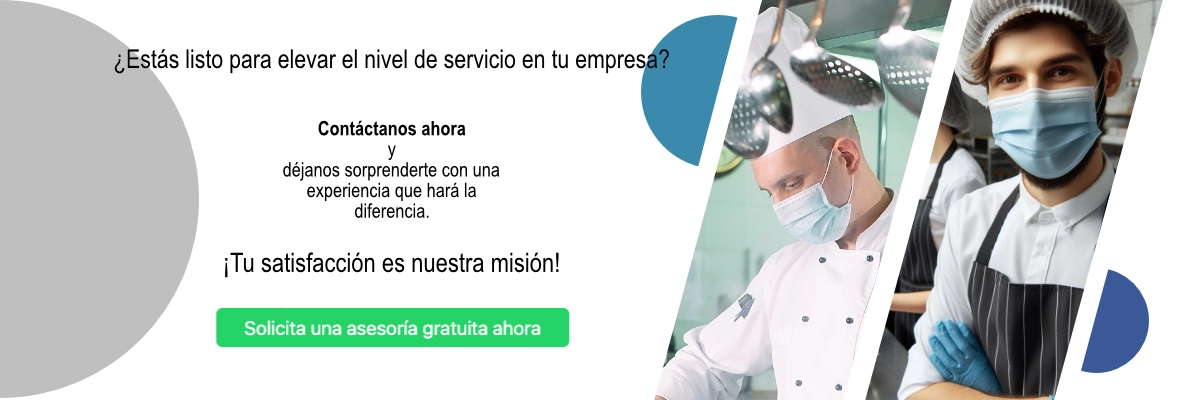 ¿Estás listo para elevar el nivel de servicio en tu empresa?
Contáctanos ahora
y
déjanos sorprenderte con una
experiencia que hará la
diferencia.
¡Tu satisfacción es nuestra misión!
Solicita una asesoría gratuita ahora